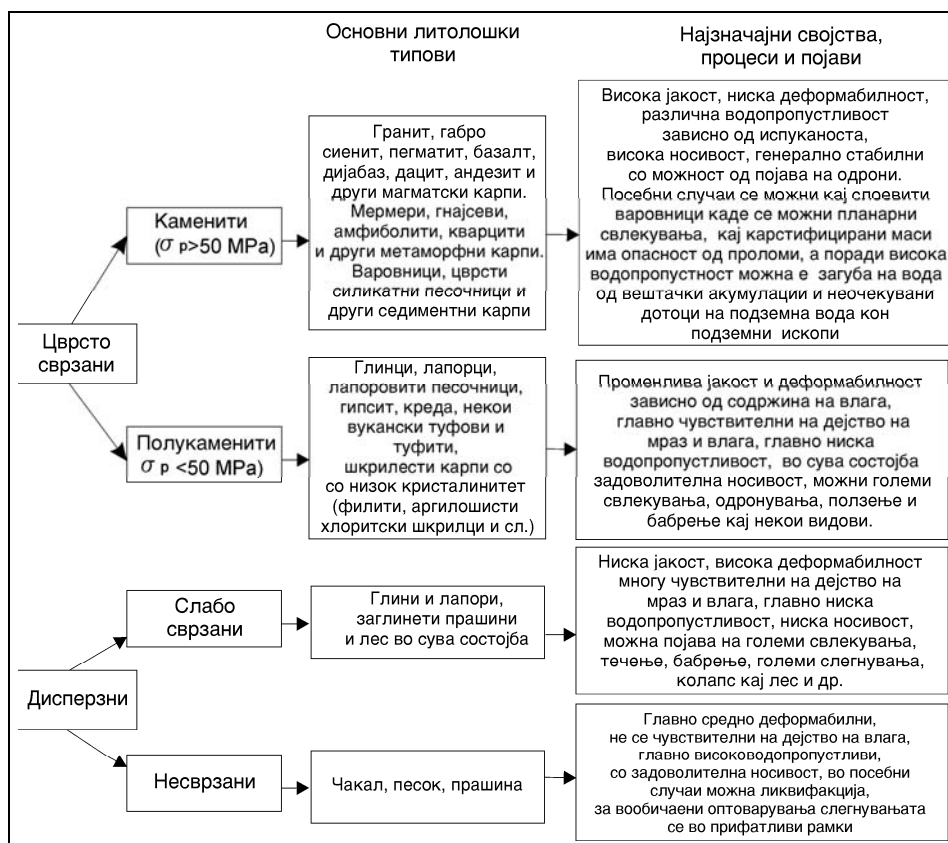 Основни литолошки
типови
Најзначајни својства,
процеси и појави
Цврсто
сврзани
Каменити
(σ p>50 MPa)
Гранит, габро
сиенит, пегматит, базалт,
дијабаз, дацит, андезит и
други магматски карпи.
Мермери, гнајсеви,
амфиболити, кварцити
и други метаморфни карпи.
Варовници, цврсти
силикатни песочници и
други седиментни карпи
Висока јакост, ниска деформабилност,
различна водопропустливост
зависно од испуканоста,
висока носивост, генерално стабилни
со можност од појава на одрони.
Посебни случаи се можни кај слоевити
варовници каде се можни планарни
свлекувања, кај карстифицирани маси
има опасност од проломи, а поради висока
водопропустност можна е загуба на вода
од вештачки акумулации и неочекувани
дотоци на подземна вода кон
подземни ископи
Полукаменити
σ p <50 MPa)
Глинци, лапорци,
лапоровити песочници,
гипсит, креда, некои
вукански туфови и
туфити,
шкрилести карпи со
со низок кристалинитет
(филити, аргилошисти
хлоритски шкрилци и сл.)
Променлива јакост и деформабилност
зависно од содржина на влага,
главно чувствителни на дејство на
мраз и влага, главно ниска
водопропустливост, во сува состојба
задоволителна носивост, можни големи
свлекувања, одронувања, ползење и
бабрење кај некои видови.
Дисперзни
Слабо
сврзани
Глини и лапори,
заглинети прашини
и лес во сува состојба
Ниска јакост, висока деформабилност
многу чувствителни на дејство на
мраз и влага, главно ниска
водопропустливост, ниска носивост,
можна појава на големи свлекувања,
течење, бабрење, големи слегнувања,
колапс кај лес и др.
Несврзани
Чакал, песок, прашина
Главно средно деформабилни,
не се чувствителни на дејство на влага,
главно висоководопропустливи,
со задоволителна носивост, во посебни
случаи можна ликвифакција,
за вообичаени оптоварувања слегнувањата
се во прифатливи рамки